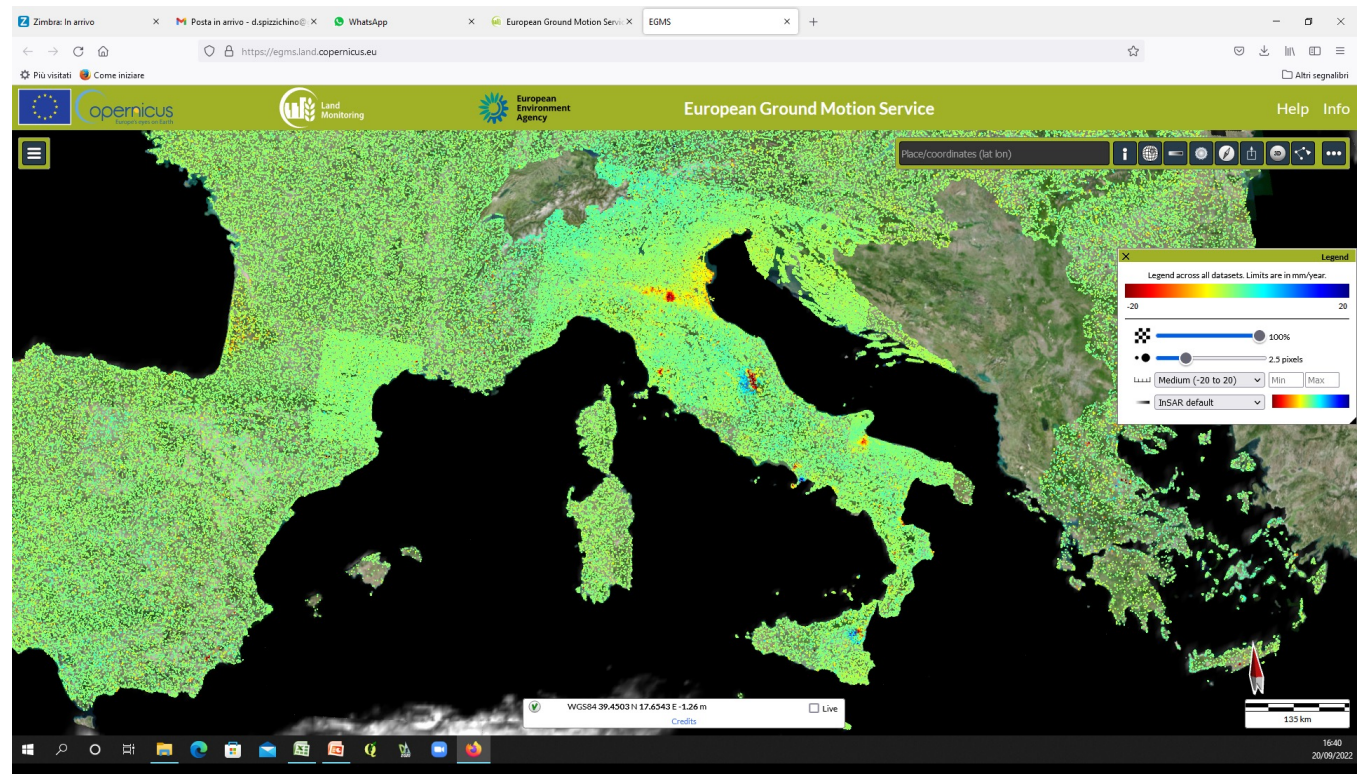 Zimbra: In arrivo
Posta in arrivo - d.spizzichino@
WhatsApp
European Ground Motion Servic
EGMS
https://egms.land.copernicus.eu
Più visitati
Come iniziare
Altri segnalibri
opernicus
Europe's eyes on Earth
Land
Monitoring
European
Environment
Agency
European Ground Motion Service
Help
Info
Place/coordinates (lat lon)
Legend
Legend across all datasets. Limits are in mm/year.
-20
20
100%
2.5 pixels
Medium (-20 to 20)
Min
Max
InSAR default
WGS84 39.4503 N 17.6543 E -1.26 m
Live
Credits
135 km
16:40
20/09/2022